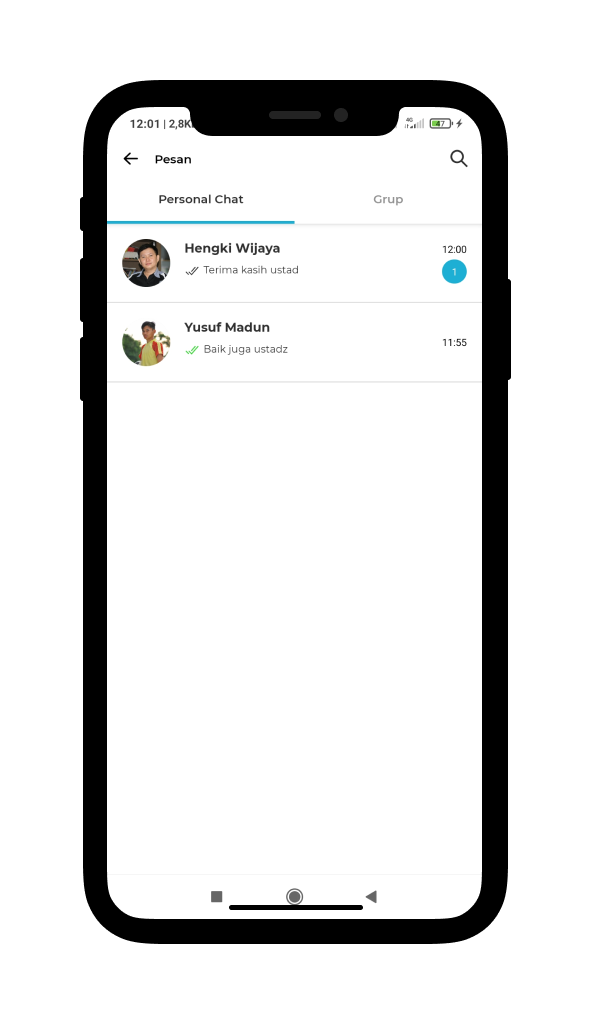 12:01 | 2,8K
4G
47
Pesan
Personal Chat
Grup
Hengki Wijaya
12:00
Terima kasih ustad
1
Yusuf Madun
Baik juga ustadz
11:55